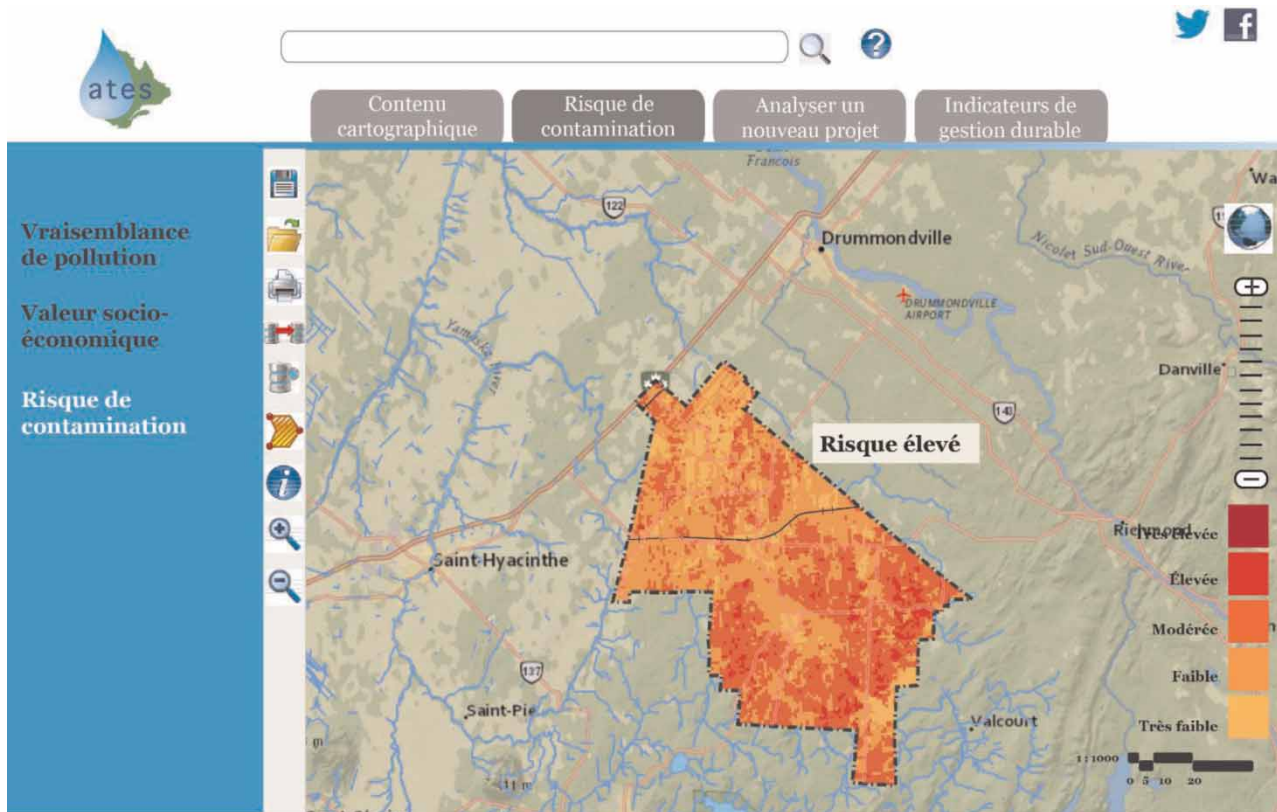 ates
Contenu
cartographique
Risque de
contamination
Analyser un
nouveau projet
Indicateurs de
gestion durable
Vraisemblance
de pollution
Valeur socio-
économique
Risque de
contamination
Francois
122
Drummondville
Nicolet Sud-Ouest River
DRUMMONDVILLE
AIRPORT
Yamaska
Danville
143
Risque élevé
Richmond
Très élevée
Saint-Hyacinthe
Élevée
Modérée
137
Faible
Saint-Pie
Valcourt
Très faible
1 : 1000
0 5 10 20